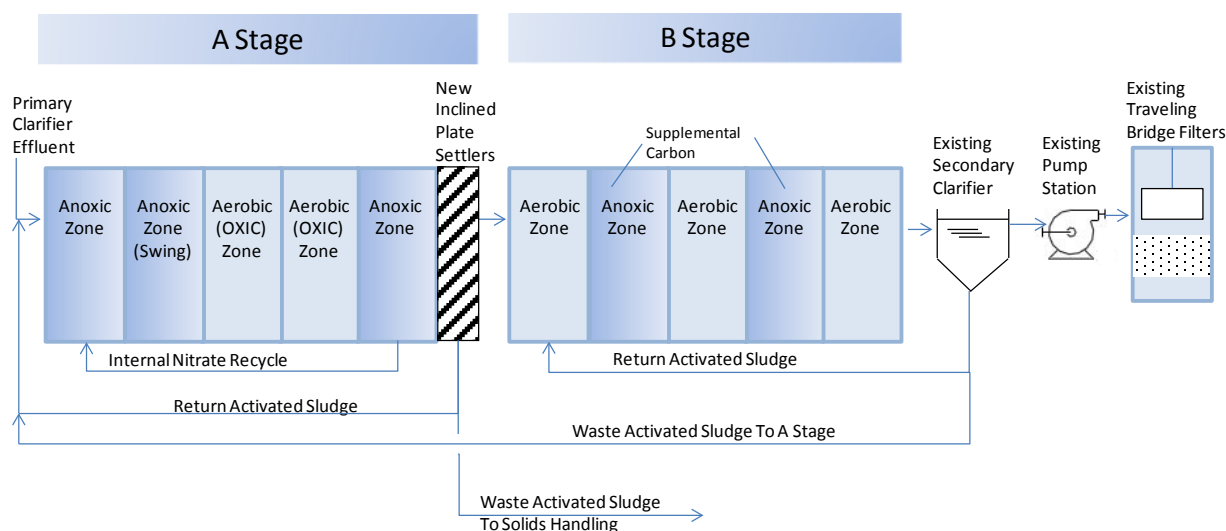 A Stage
B Stage
Primary
Clarifier
Effluent
New
Inclined
Plate
Settlers
Supplemental
Carbon
Existing
Secondary
Clarifier
Existing
Pump
Station
Existing
Traveling
Bridge Filters
Anoxic
Zone
Anoxic
Zone
(Swing)
Aerobic
(OXIC)
Zone
Aerobic
(OXIC)
Zone
Anoxic
Zone
Aerobic
Zone
Anoxic
Zone
Aerobic
Zone
Anoxic
Zone
Aerobic
Zone
Internal Nitrate Recycle
Return Activated Sludge
Return Activated Sludge
Waste Activated Sludge To A Stage
Waste Activated Sludge
To Solids Handling